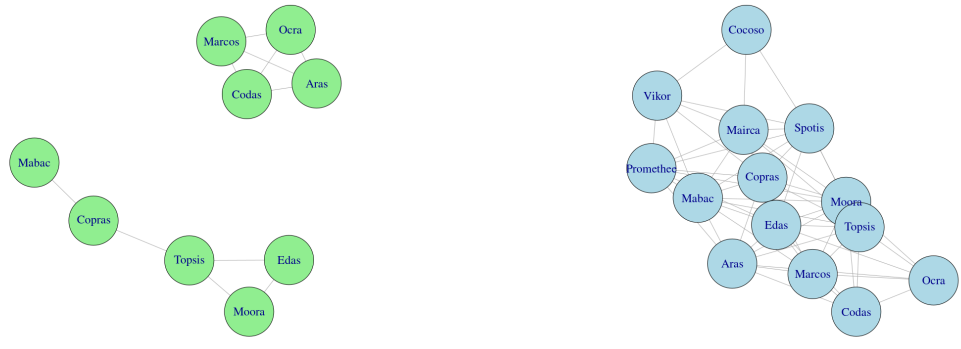 Ocra
Marcos
Aras
Codas
Mabac
Copras
Topsis
Edas
Moora
Cocoso
Vikor
Mairca
Spotis
Promethee
Copras
Mabac
Moora
Edas
Topsis
Aras
Marcos
Ocra
Codas